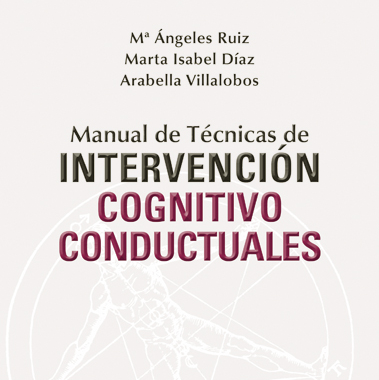 Mª Ángeles Ruiz
Marta Isabel Díaz
Arabella Villalobos
Manual de Técnicas de
INTERVENCIÓN
COGNITIVO
CONDUCTUALES